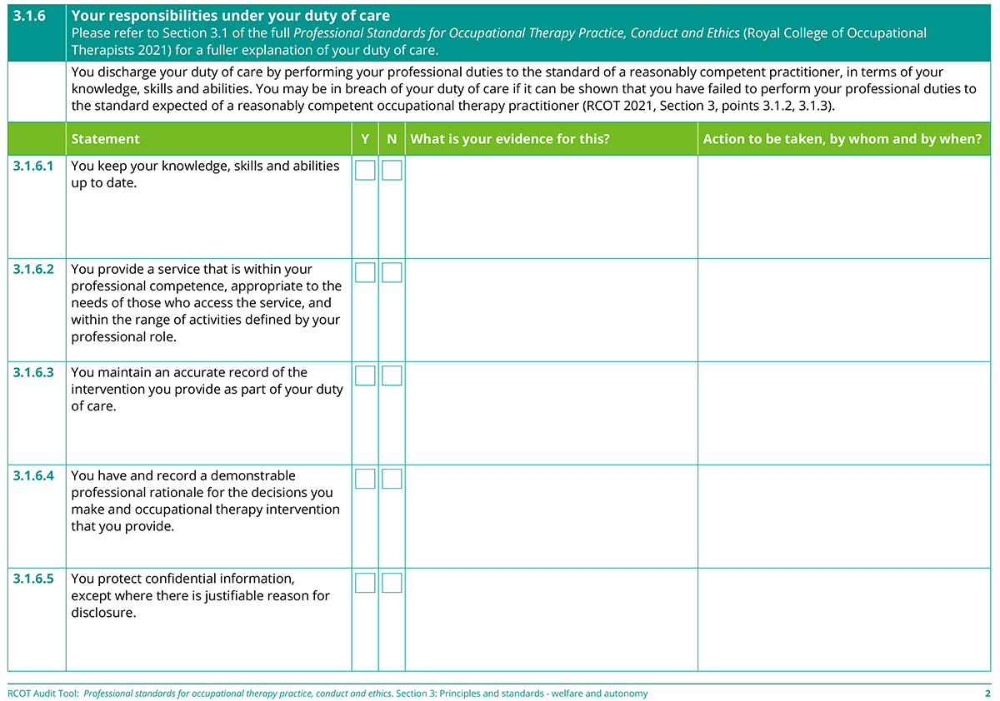 3.1.6 Your responsibilities under your duty of care
Please refer to Section 3.1 of the full Professional Standards for Occupational Therapy Practice, Conduct and Ethics (Royal College of Occupational
Therapists 2021) for a fuller explanation of your duty of care.
You discharge your duty of care by performing your professional duties to the standard of a reasonably competent practitioner, in terms of your
knowledge, skills and abilities. You may be in breach of your duty of care if it can be shown that you have failed to perform your professional duties to
the standard expected of a reasonably competent occupational therapy practitioner (RCOT 2021, Section 3, points 3.1.2, 3.1.3).
Statement Y N What is your evidence for this? Action to be taken, by whom and by when?
3.1.6.1 You keep your knowledge, skills and abilities
up to date.
3.1.6.2 You provide a service that is within your
professional competence, appropriate to the
needs of those who access the service, and
within the range of activities defined by your
professional role.
3.1.6.3 You maintain an accurate record of the
intervention you provide as part of your duty
of care.
3.1.6.4 You have and record a demonstrable
professional rationale for the decisions you
make and occupational therapy intervention
that you provide.
3.1.6.5 You protect confidential information,
except where there is justifiable reason for
disclosure.
RCOT Audit Tool: Professional standards for occupational therapy practice, conduct and ethics. Section 3: Principles and standards - welfare and autonomy 2